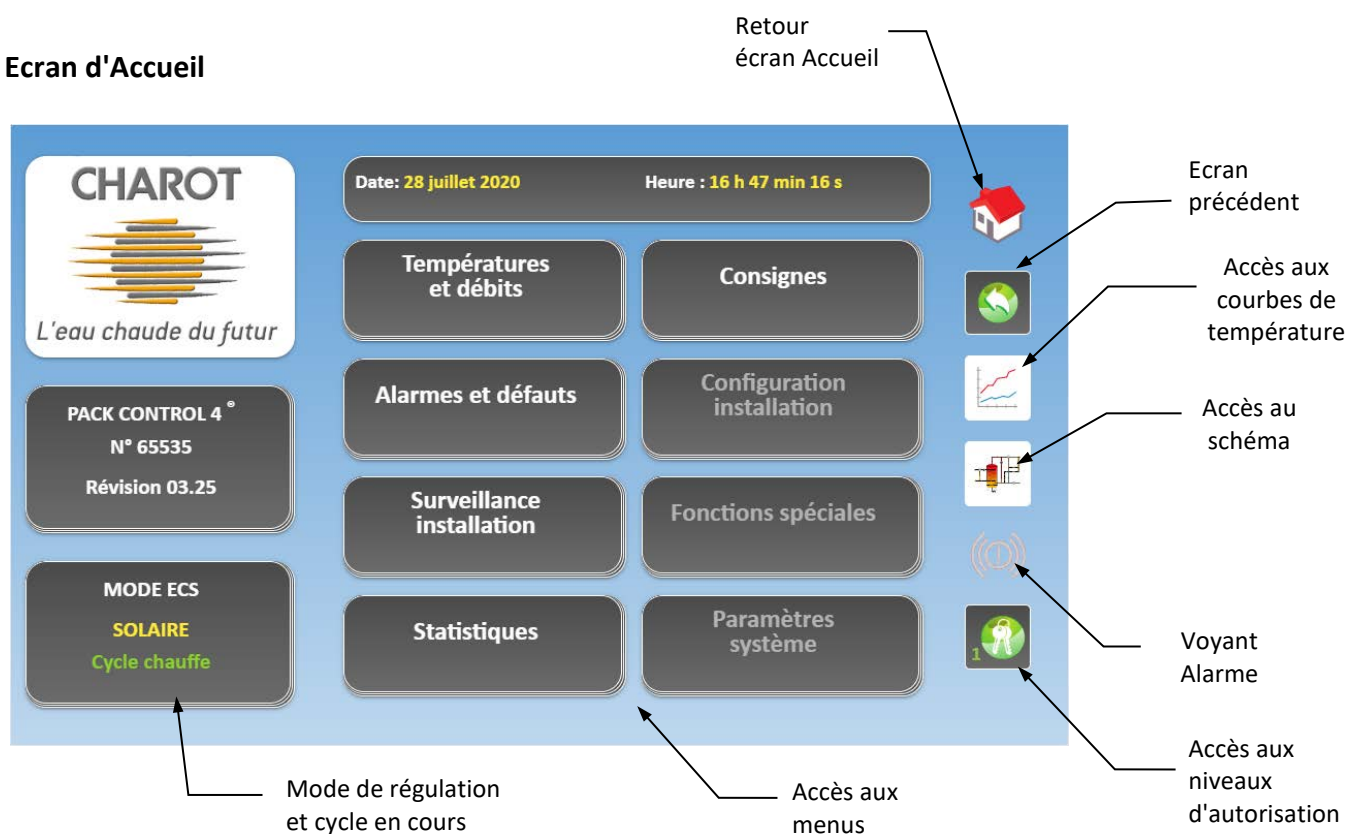 Retour
écran Accueil
Ecran d'Accueil
CHAROT
L'eau chaude du futur
PACK CONTROL 4 ®
N° 65535
Révision 03.25
MODE ECS
SOLAIRE
Cycle chauffe
Date: 28 juillet 2020
Heure : 16 h 47 min 16 s
Températures
et débits
Consignes
Alarmes et défauts
Configuration
installation
Surveillance
installation
Fonctions spéciales
Statistiques
Paramètres
système
1
Ecran
précédent
Accès aux
courbes de
température
Accès au
schéma
Voyant
Alarme
Accès aux
niveaux
d'autorisation
Mode de régulation
et cycle en cours
Accès aux
menus